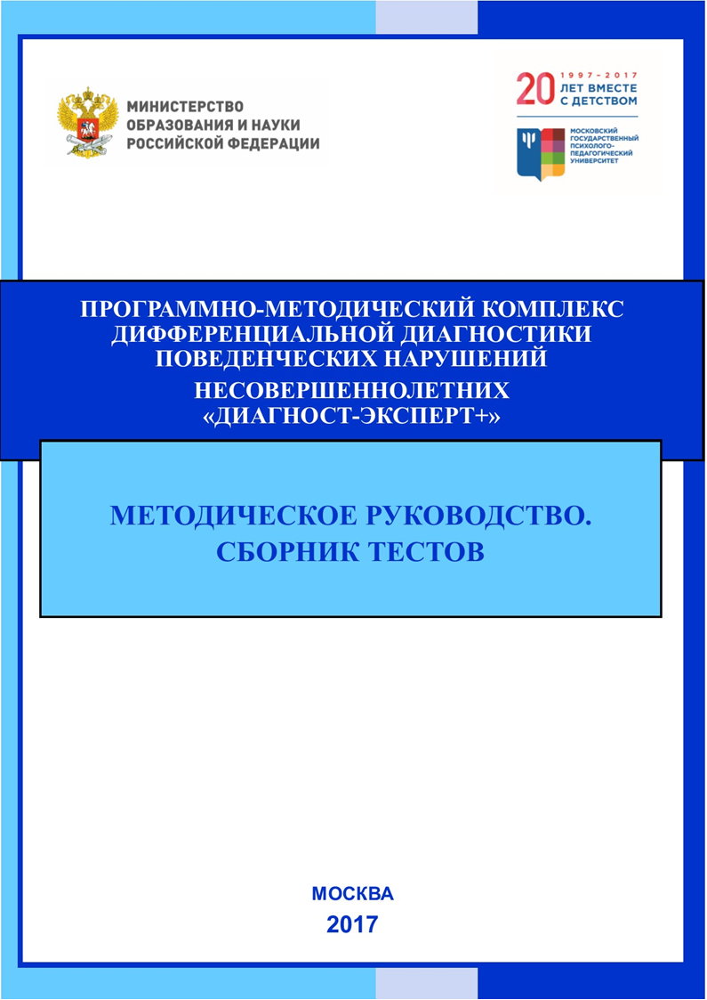 МИНИСТЕРСТВО
ОБРАЗОВАНИЯ И НАУКИ
РОССИЙСКОЙ ФЕДЕРАЦИИ
1997-2017
20 ЛЕТ ВМЕСТЕ
С ДЕТСТВОМ
МОСКОВСКИЙ
ГОСУДАРСТВЕННЫЙ
ПСИХОЛОГО-
ПЕДАГОГИЧЕСКИЙ
УНИВЕРСИТЕТ
ПРОГРАММНО-МЕТОДИЧЕСКИЙ КОМПЛЕКС
ДИФФЕРЕНЦИАЛЬНОЙ ДИАГНОСТИКИ
ПОВЕДЕНЧЕСКИХ НАРУШЕНИЙ
НЕСОВЕРШЕННОЛЕТНИХ
«ДИАГНОСТ-ЭКСПЕРТ+»
МЕТОДИЧЕСКОЕ РУКОВОДСТВО.
СБОРНИК ТЕСТОВ
МОСКВА
2017